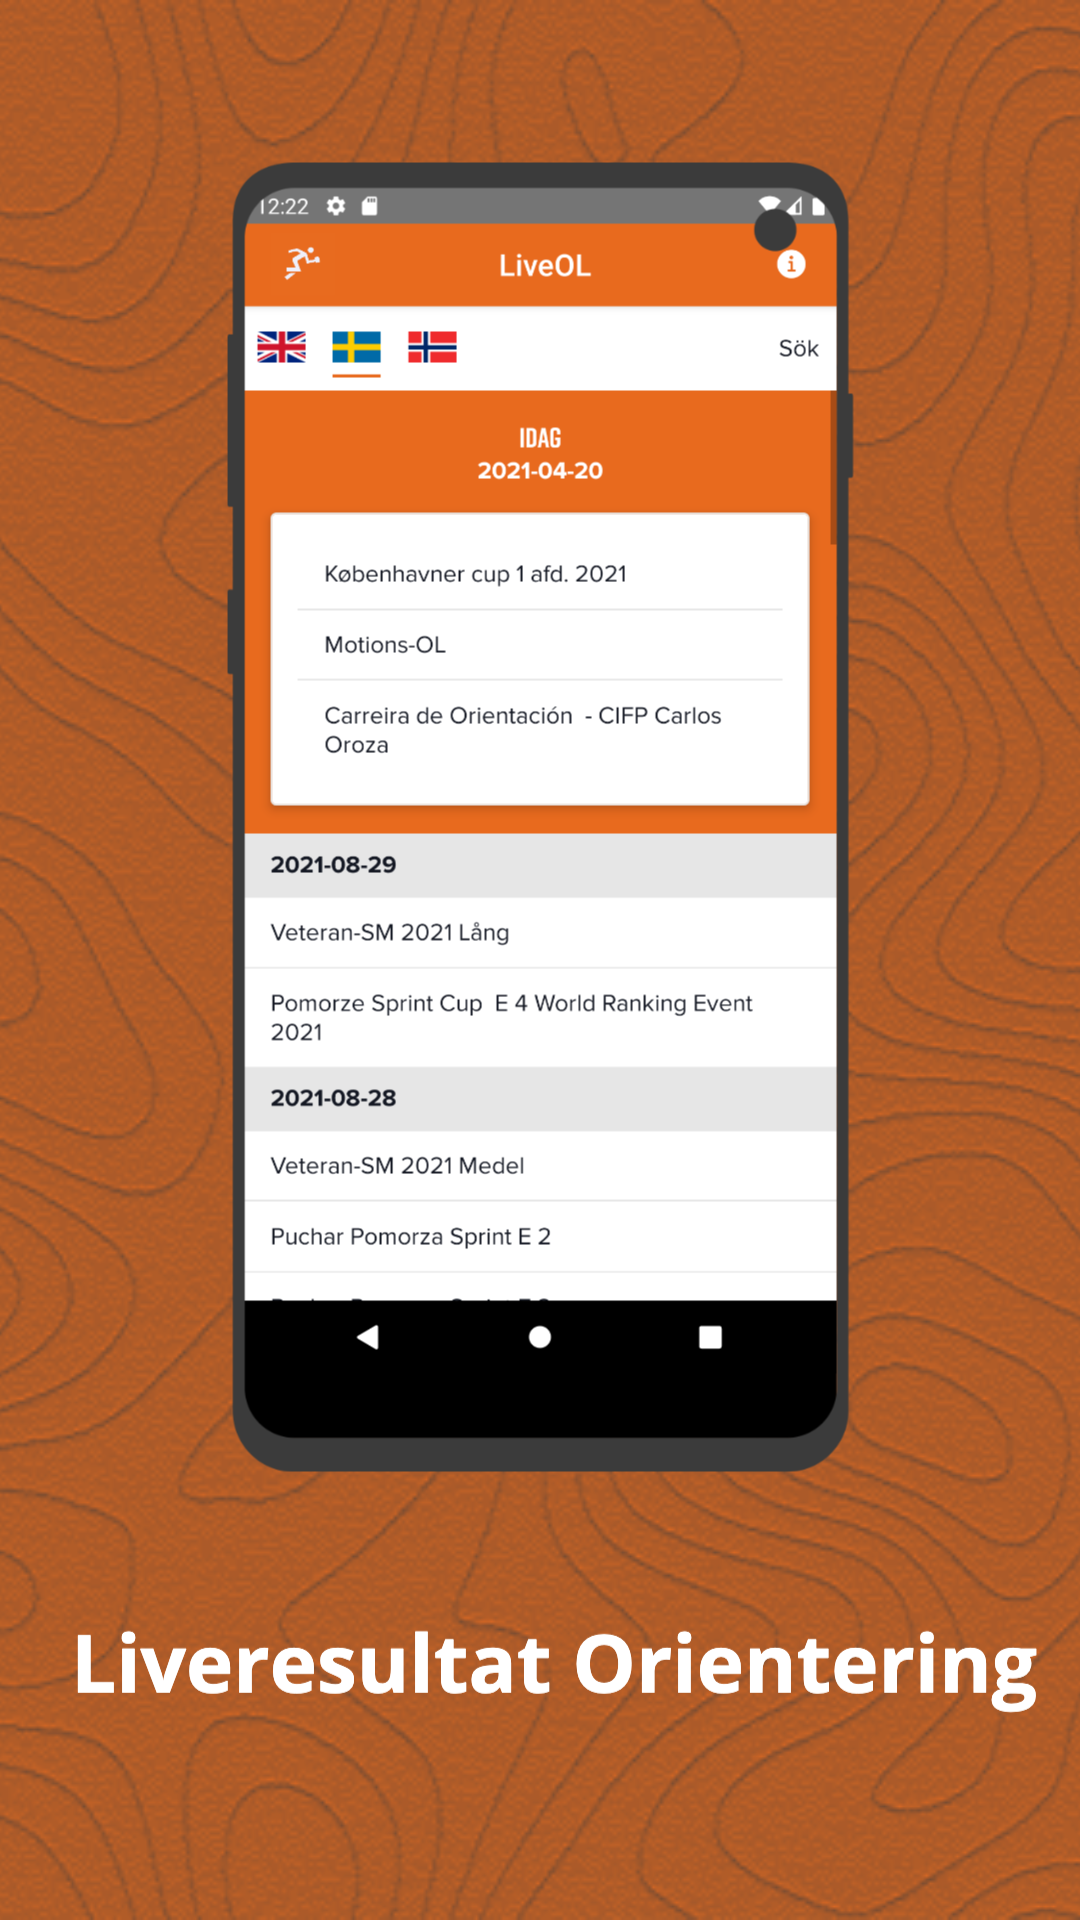 12:22
LiveOL
Sök
IDAG
2021-04-20
Københavner cup 1 afd. 2021
Motions-OL
Carreira de Orientación  - CIFP Carlos
Oroza
2021-08-29
Veteran-SM 2021 Lång
Pomorze Sprint Cup  E 4 World Ranking Event
2021
2021-08-28
Veteran-SM 2021 Medel
Puchar Pomorza Sprint E 2
Liveresultat Orientering